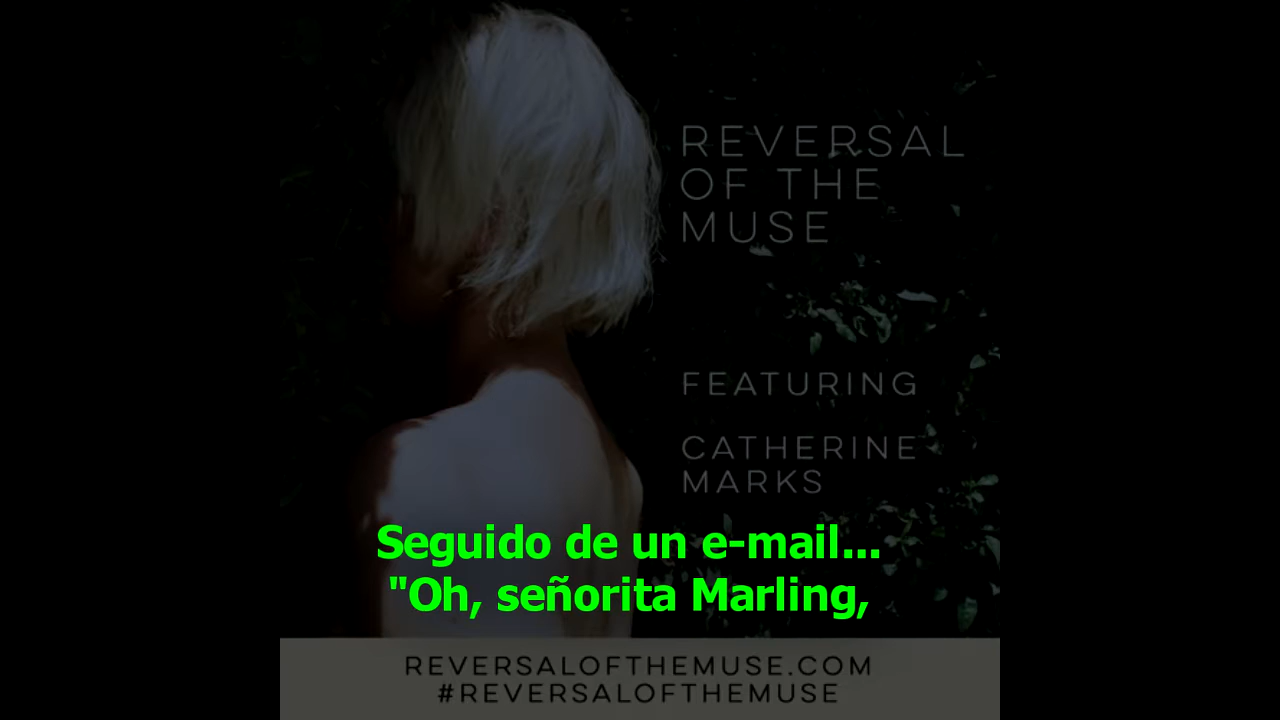 REVERSAL
OF THE
MUSE
FEATURING
CATHERINE
MARKS
Seguido de un e-mail...
"Oh, señorita Marling,
REVERSALOFTHEMUSE.COM
#REVERSALOFTHEMUSE